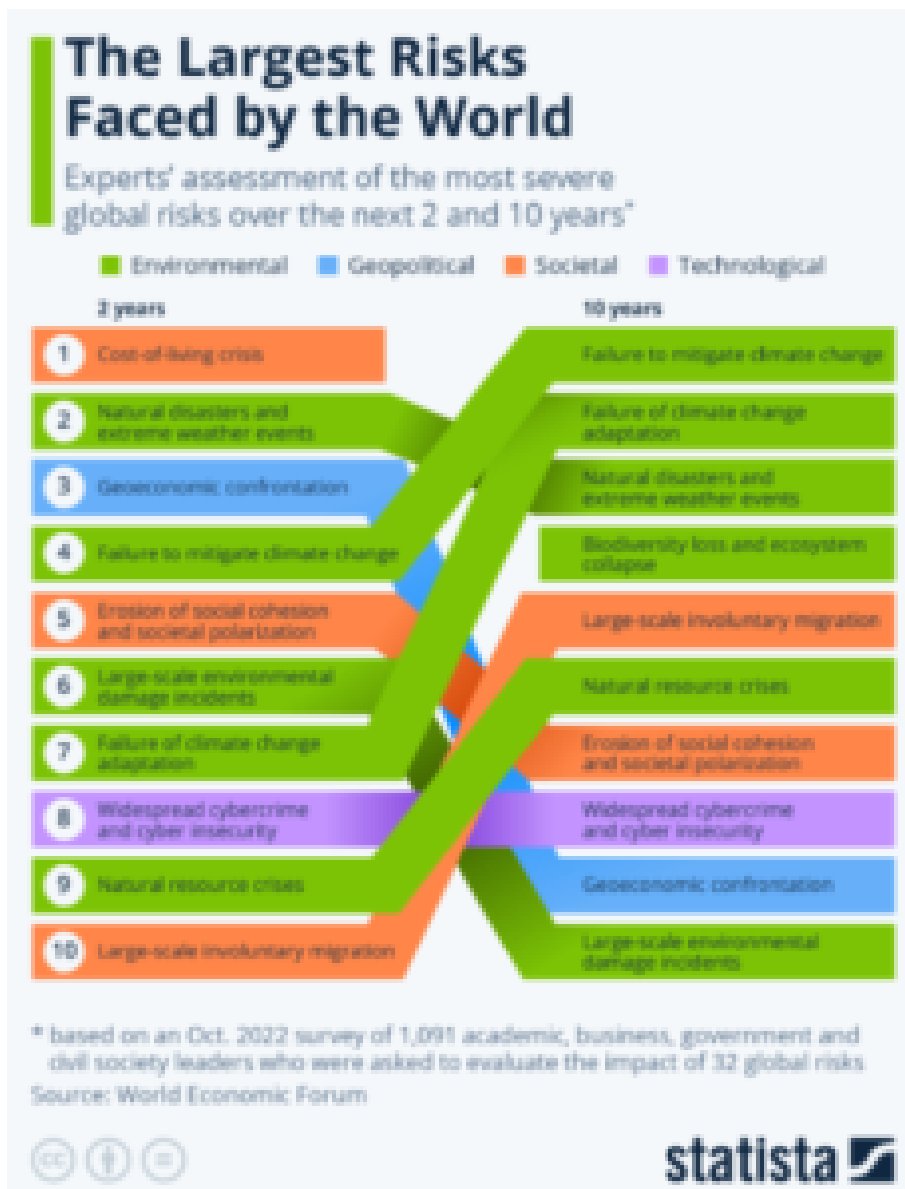 The Largest Risks
Faced by the World
Experts' assessment of the most severe
global risks over the next 2 and 10 years*
Environmental Geopolitical Societal Technological
2 years
10 years
1 Cost-of-living crisis
Failure to mitigate climate change
2 Natural disasters and
extreme weather events
Failure of climate change
adaptation
3 Geoeconomic confrontation
Natural disasters and
extreme weather events
4 Failure to mitigate climate change
Biodiversity loss and ecosystem
collapse
5 Erosion of social cohesion
and societal polarization
Large-scale involuntary migration
6 Large-scale environmental
damage incidents
Natural resource crises
7 Failure of climate change
adaptation
Erosion of social cohesion
and societal polarization
8 Widespread cybercrime
and cyber insecurity
Widespread cybercrime
and cyber insecurity
9 Natural resource crises
Geoeconomic confrontation
10 Large-scale involuntary migration
Large-scale environmental
damage incidents
* based on an Oct. 2022 survey of 1,091 academic, business, government and
civil society leaders who were asked to evaluate the impact of 32 global risks
Source: World Economic Forum
cc
statista